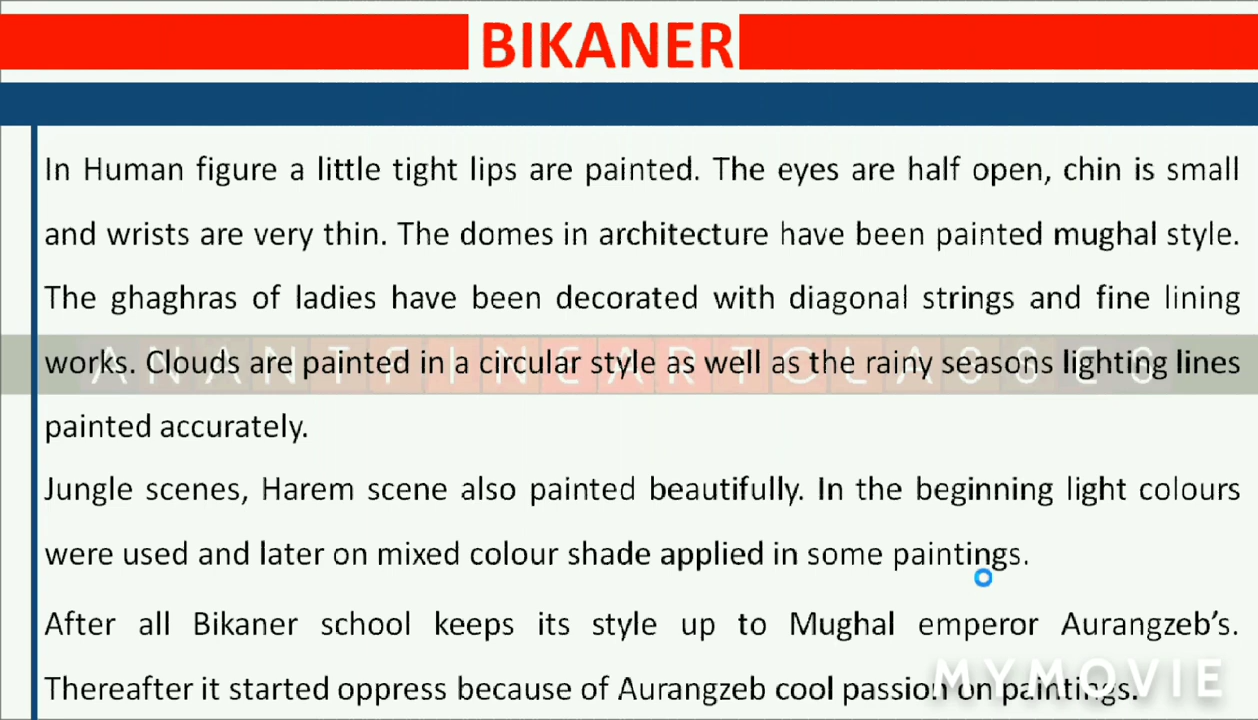 BIKANER
In Human figure a little tight lips are painted. The eyes are half open, chin is small
and wrists are very thin. The domes in architecture have been painted mughal style.
The ghaghras of ladies have been decorated with diagonal strings and fine lining
works. Clouds are painted in a circular style as well as the rainy seasons lighting lines
ANANTFINEARTCLASSES
painted accurately.
Jungle scenes, Harem scene also painted beautifully. In the beginning light colours
were used and later on mixed colour shade applied in some paintings.
After all Bikaner school keeps its style up to Mughal emperor Aurangzeb's.
Thereafter it started oppress because of Aurangzeb cool passion on paintings.
MYMOVIE